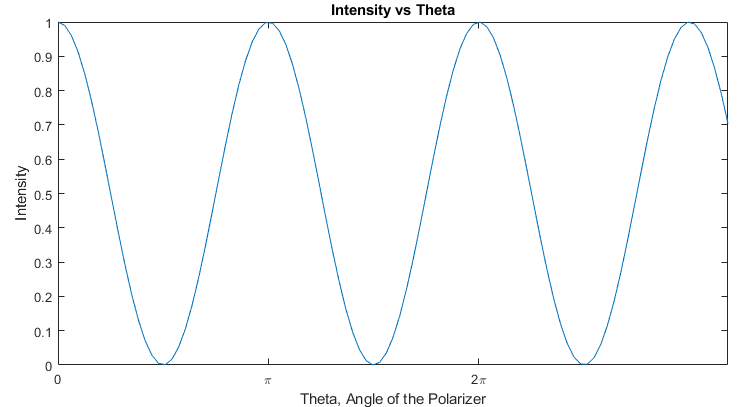 Intensity vs Theta
1
0.9
0.8
0.7
0.6
0.5
0.4
0.3
0.2
0.1
0
Intensity
0 π 2π
Theta, Angle of the Polarizer